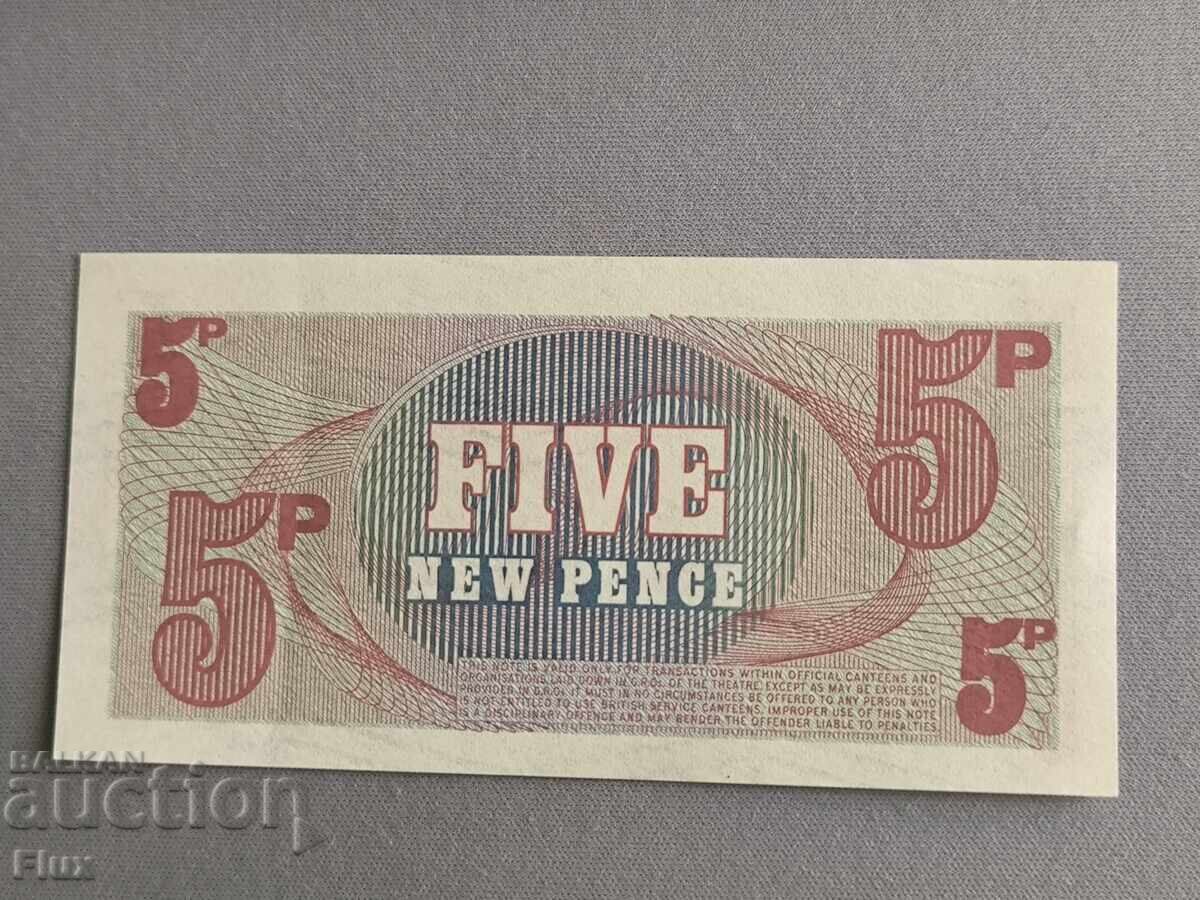 5P
5P
FIVE
NEW PENCE
5P
5P
THIS NOTE IS VALID ONLY FOR TRANSACTIONS WITHIN OFFICIAL CANTEENS AND
ORGANISATIONS LAID DOWN IN G.R.Os. OF THE THEATRE, EXCEPT AS MAY BE EXPRESSLY
PROVIDED IN G.R.Os. IT MUST IN NO CIRCUMSTANCES BE OFFERED TO ANY PERSON WHO
IS NOT ENTITLED TO USE BRITISH SERVICE CANTEENS. IMPROPER USE OF THIS NOTE
IS A DISCIPLINARY OFFENCE AND MAY RENDER THE OFFENDER LIABLE TO PENALTIES
BALKAN
auction
Flux